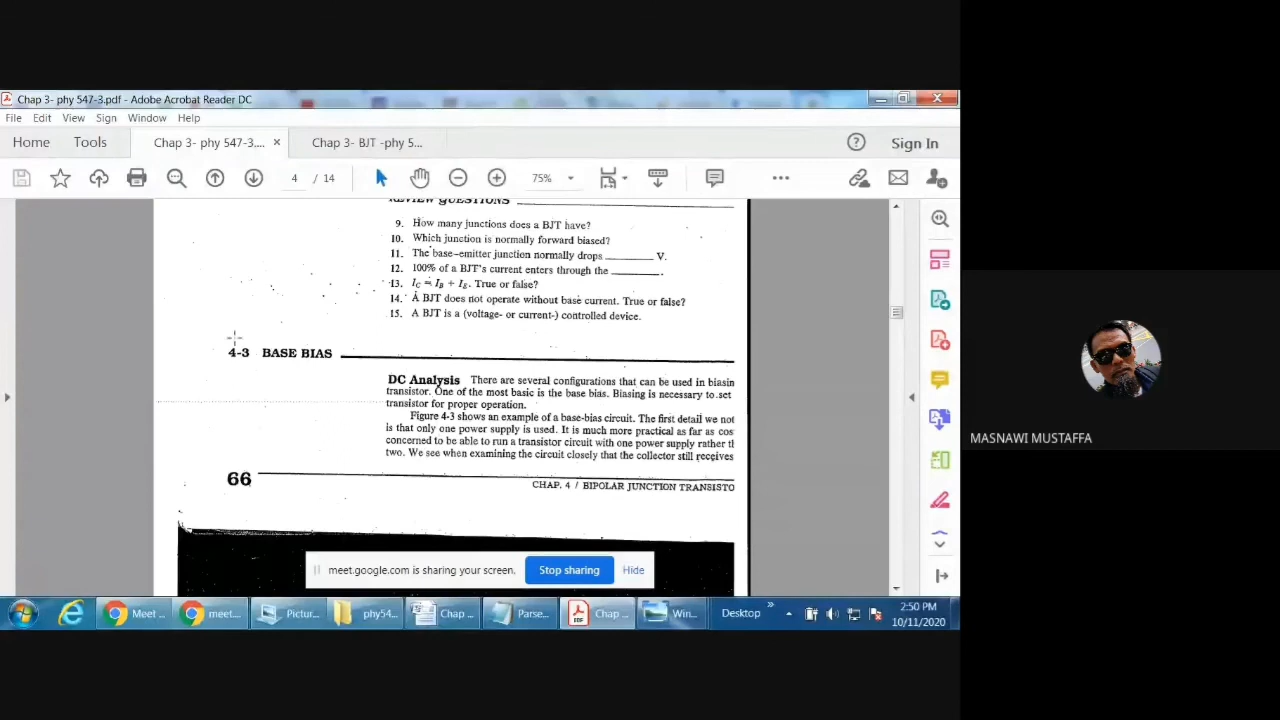 Chap 3- phy 547-3.pdf - Adobe Acrobat Reader DC
File Edit View Sign Window Help
Home Tools Chap 3- phy 547-3.... × Chap 3- BJT -phy 5... Sign In
4 / 14 75%
REVIEW QUESTIONS
9. How many junctions does a BJT have?
10. Which junction is normally forward biased?
11. The base–emitter junction normally drops ________ V.
12. 100% of a BJT's current enters through the ________.
13. IC = IB + IE. True or false?
14. A BJT does not operate without base current. True or false?
15. A BJT is a (voltage- or current-) controlled device.
4-3 BASE BIAS
DC Analysis There are several configurations that can be used in biasin
transistor. One of the most basic is the base bias. Biasing is necessary to set
transistor for proper operation.
Figure 4-3 shows an example of a base-bias circuit. The first detail we not
is that only one power supply is used. It is much more practical as far as cos
concerned to be able to run a transistor circuit with one power supply rather th
two. We see when examining the circuit closely that the collector still receives
66
CHAP. 4 / BIPOLAR JUNCTION TRANSISTO
meet.google.com is sharing your screen. Stop sharing Hide
Meet ... meet.... Pictur... phy54... Chap ... Parse... Chap ... Win... Desktop » 2:50 PM
10/11/2020
MASNAWI MUSTAFFA